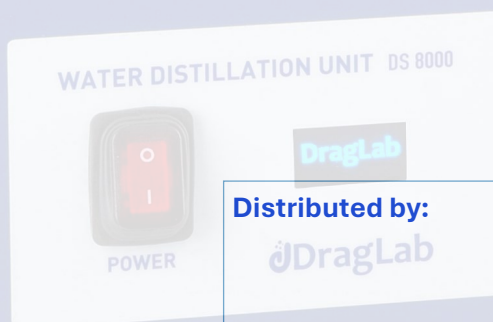 WATER DISTILLATION UNIT DS 8000
O
DragLab
I
Distributed by:
POWER
DragLab